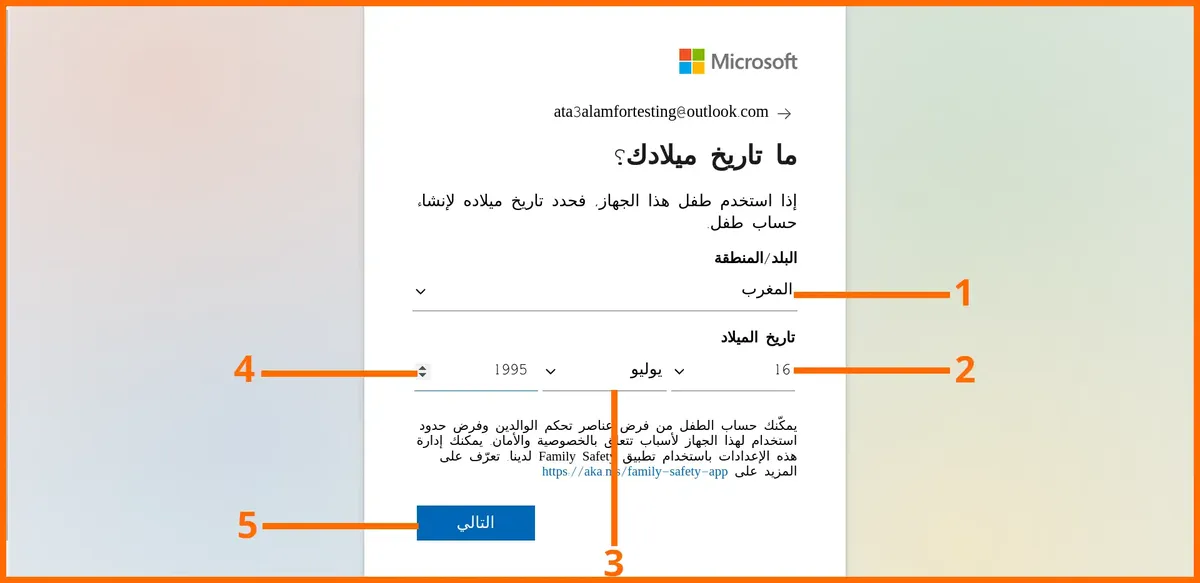 Microsoft
ata3alamfortesting@outlook.com →
ما تاريخ ميلادك؟
إذا استخدم طفل هذا الجهاز، فحدد تاريخ ميلاده لإنشاء
حساب طفل.
البلد/المنطقة
المغرب
1
تاريخ الميلاد
16 يوليو 1995
2
4
يمكّنك حساب الطفل من فرض عناصر تحكم الوالدين وفرض حدود
استخدام لهذا الجهاز لأسباب تتعلق بالخصوصية والأمان. يمكنك إدارة
هذه الإعدادات باستخدام تطبيق Family Safety لدينا. تعرّف على
المزيد على https://aka.ms/family-safety-app
التالي
5
3